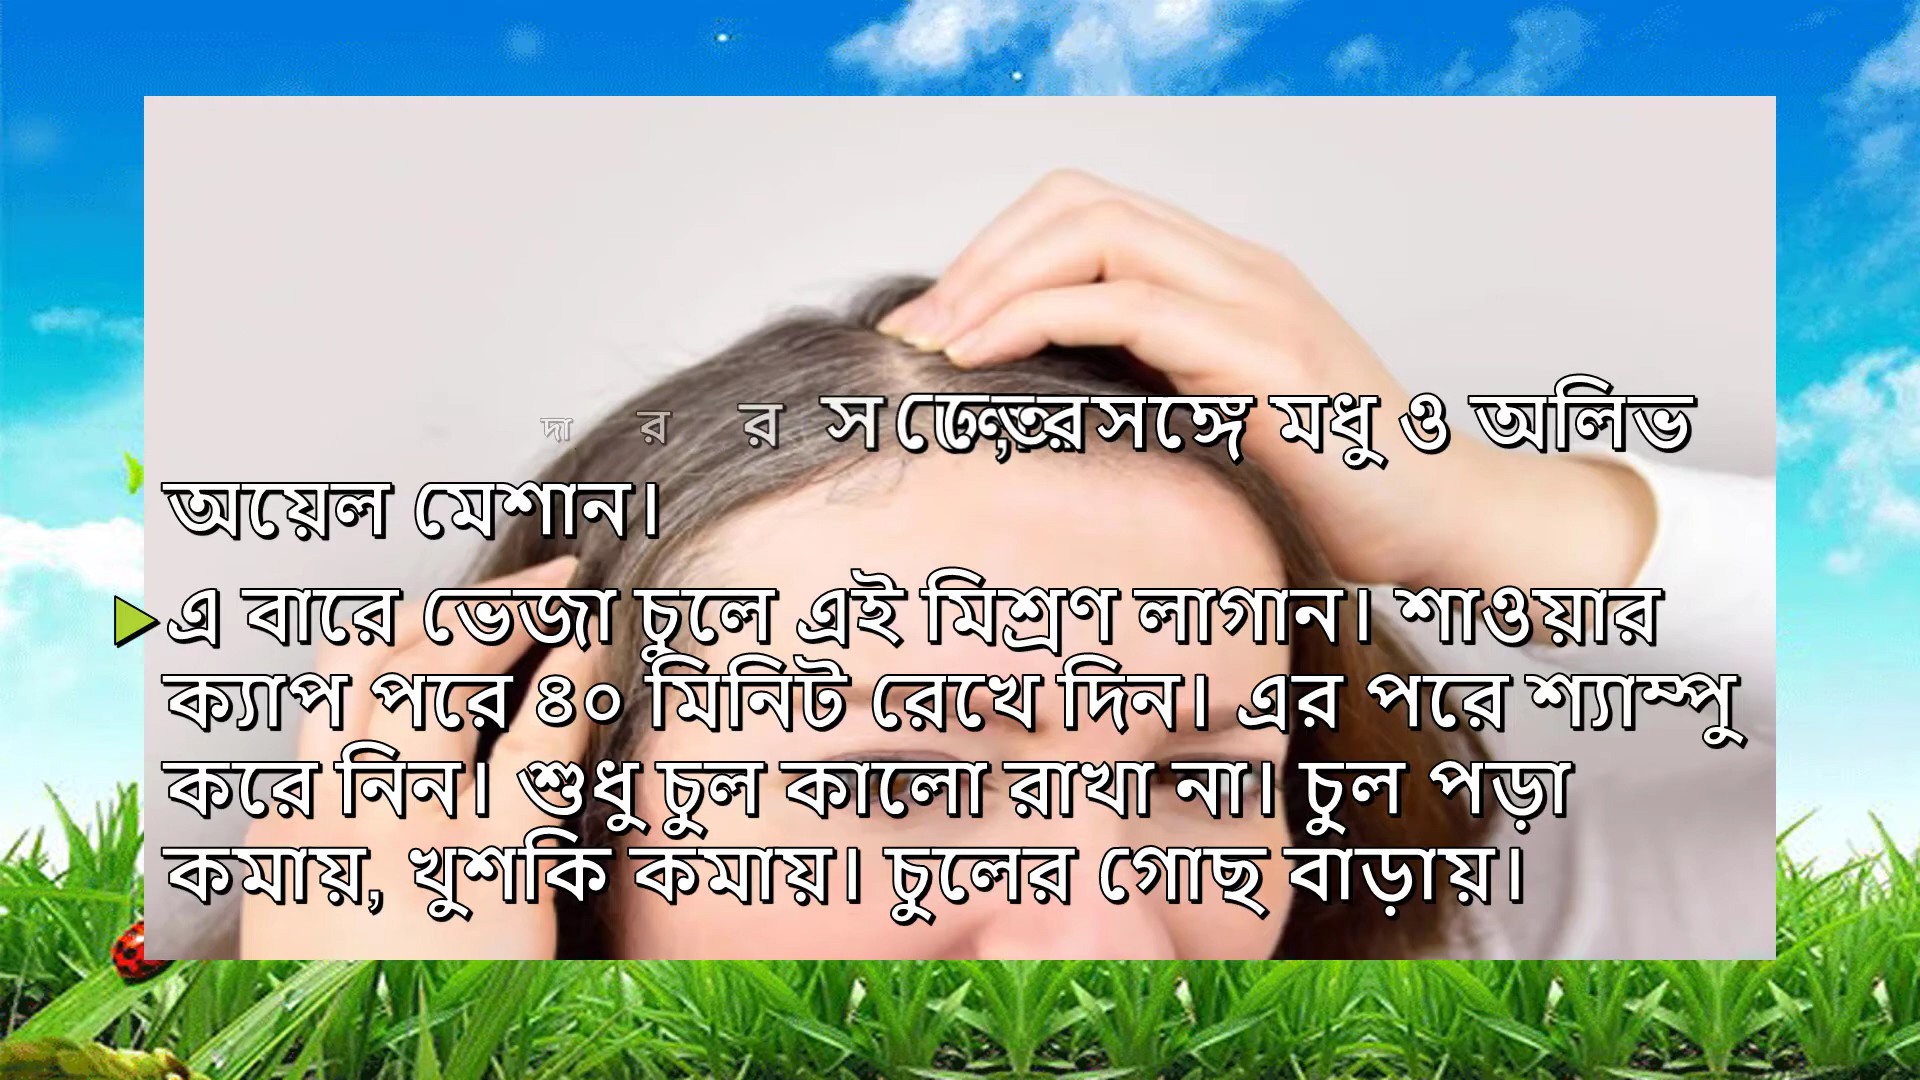 সঙ্গে মধু ও অলিভ
অয়েল মেশান।
এ বারে ভেজা চুলে এই মিশ্রণ লাগান। শাওয়ার
ক্যাপ পরে ৪০ মিনিট রেখে দিন। এর পরে শ্যাম্পু
করে নিন। শুধু চুল কালো রাখা না। চুল পড়া
কমায়, খুশকি কমায়। চুলের গোছ বাড়ায়।